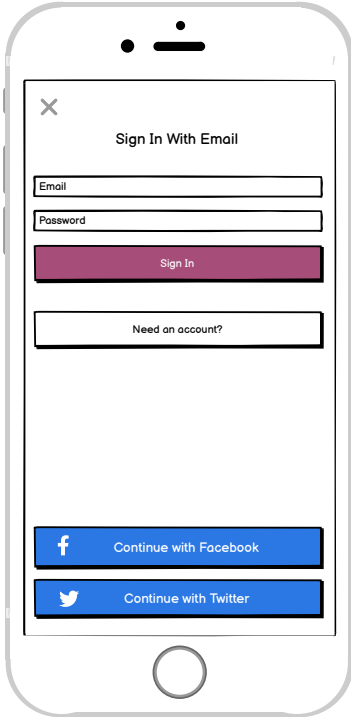 Sign In With Email
Email
Password
Sign In
Need an account?
Continue with Facebook
Continue with Twitter